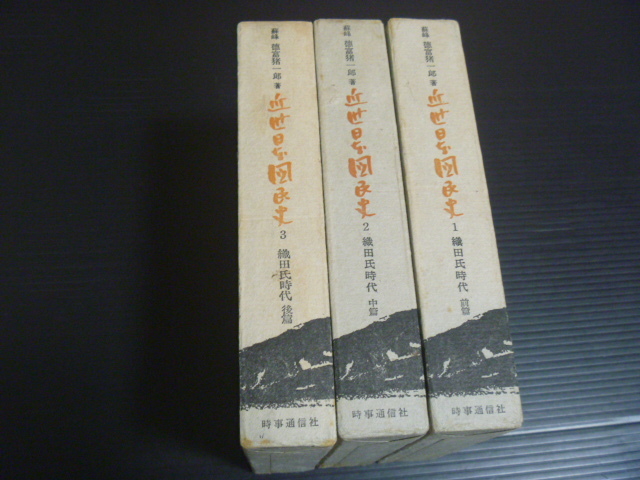 蘇峰 徳富猪一郎 著
近世日本國民史
3 織田氏時代 後篇
時事通信社
蘇峰 徳富猪一郎 著
近世日本國民史
2 織田氏時代 中篇
時事通信社
蘇峰 徳富猪一郎 著
近世日本國民史
1 織田氏時代 前篇
時事通信社